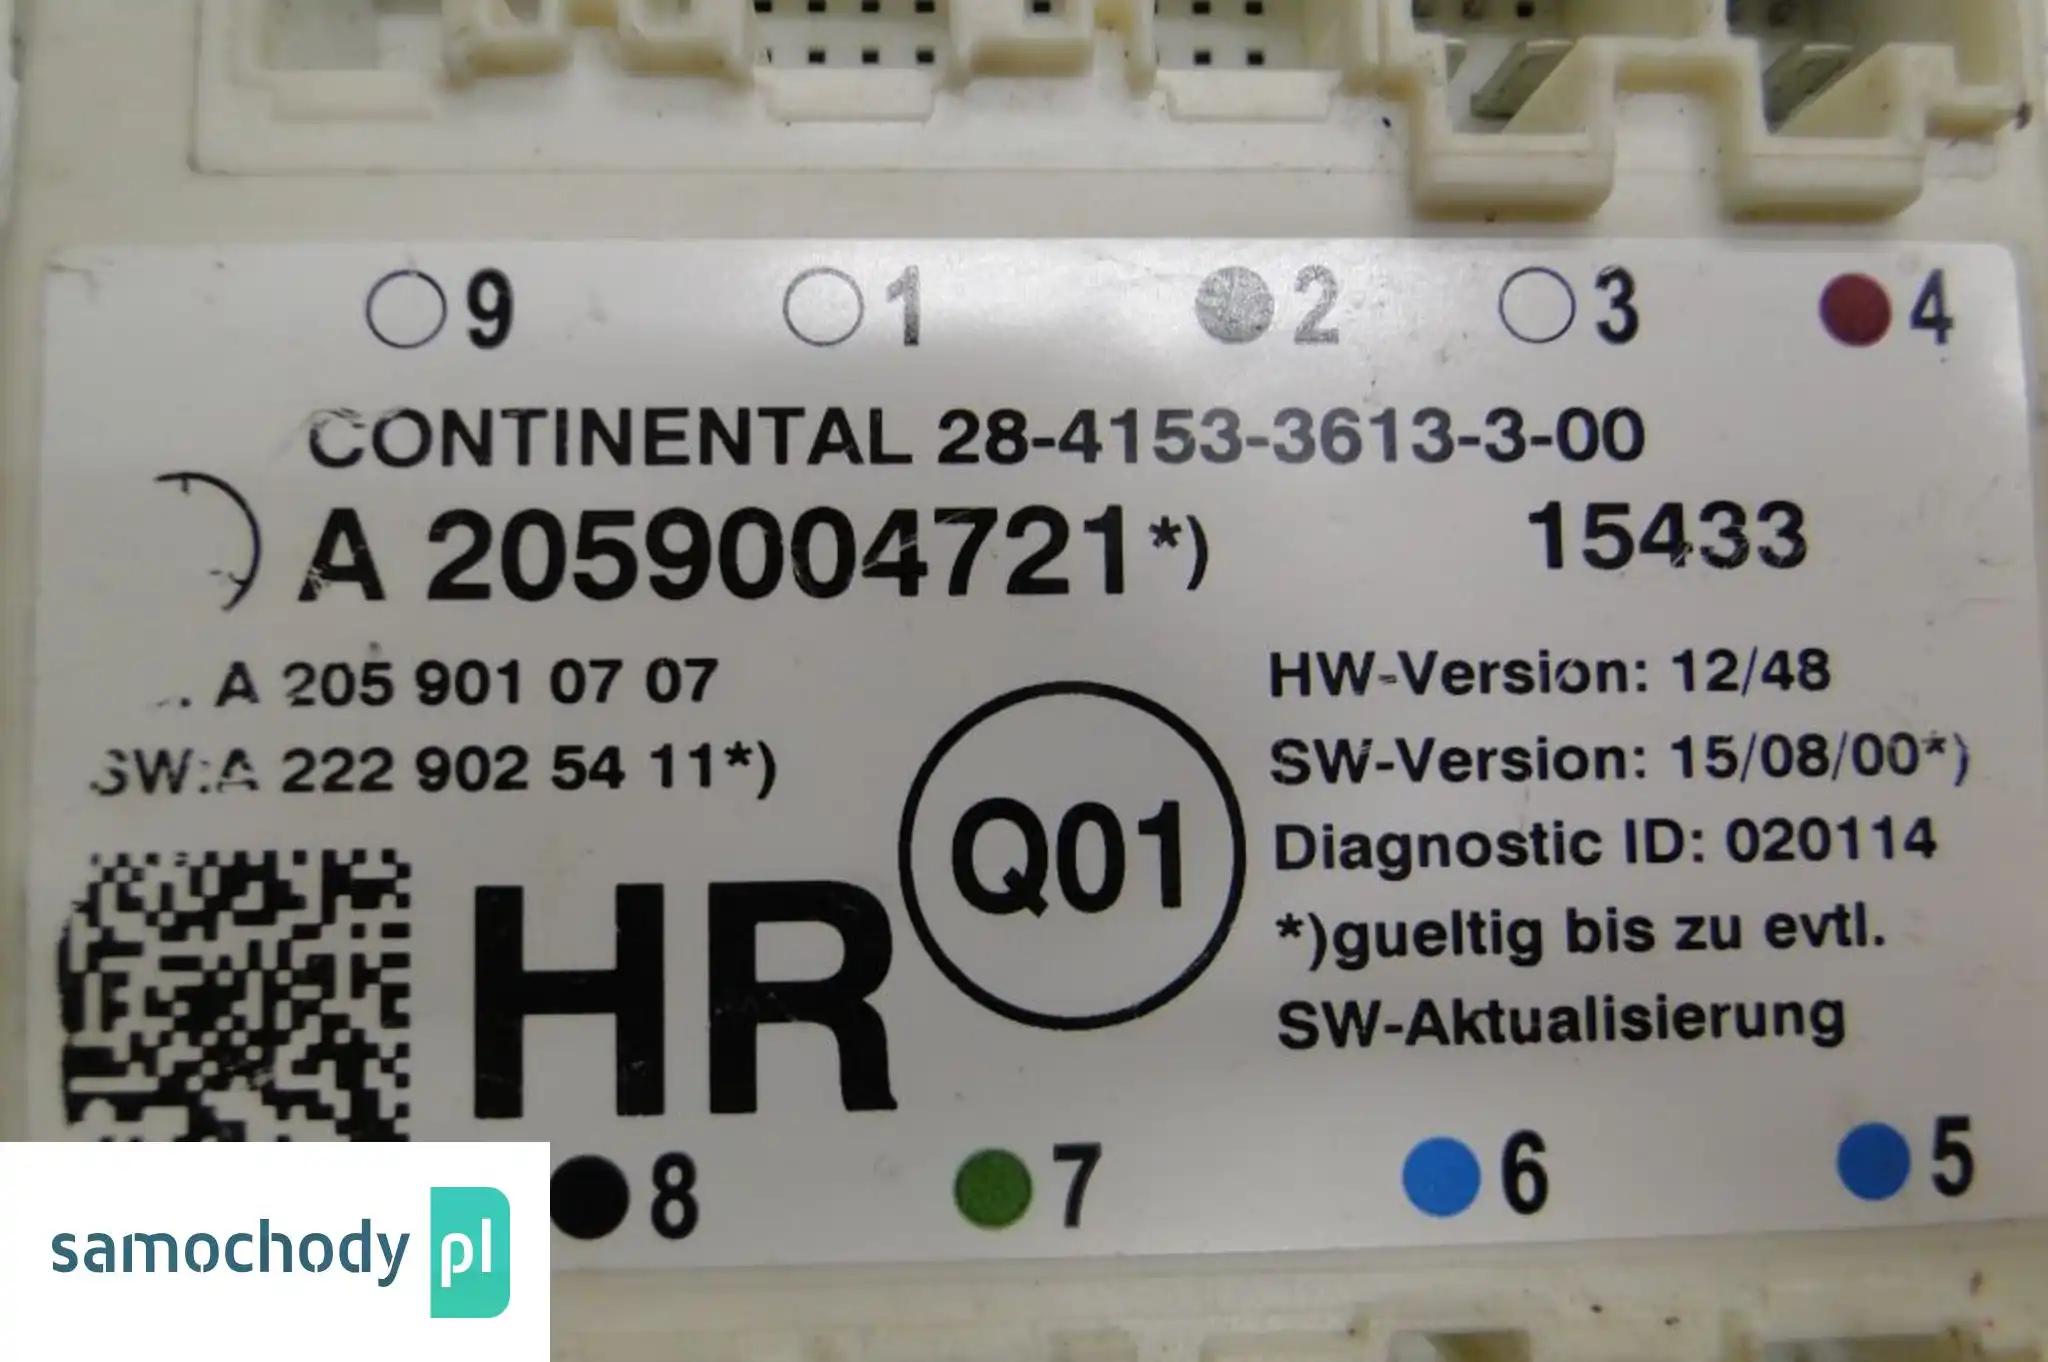 9 1 2 3 4
CONTINENTAL 28-4153-3613-3-00
A 2059004721*) 15433
A 205 901 07 07
HW-Version: 12/48
SW:A 222 902 54 11*)
SW-Version: 15/08/00*)
HR
Q01
Diagnostic ID: 020114
*)gueltig bis zu evtl.
SW-Aktualisierung
8 7 6 5
samochody pl